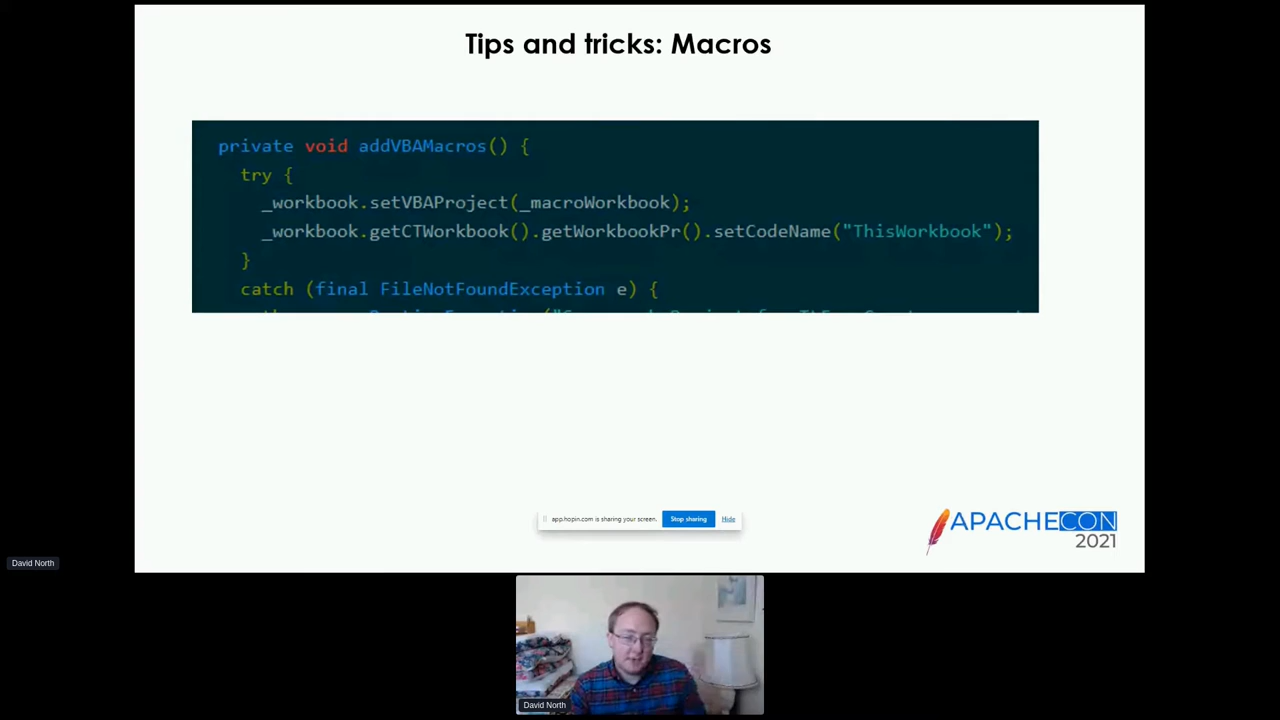 Tips and tricks: Macros
private void addVBAMacros() {
try {
_workbook.setVBAProject(_macroWorkbook);
_workbook.getCTWorkbook().getWorkbookPr().setCodeName("ThisWorkbook");
}
catch (final FileNotFoundException e) {
app.hopin.com is sharing your screen. Stop sharing Hide
APACHECON
2021
David North
David North